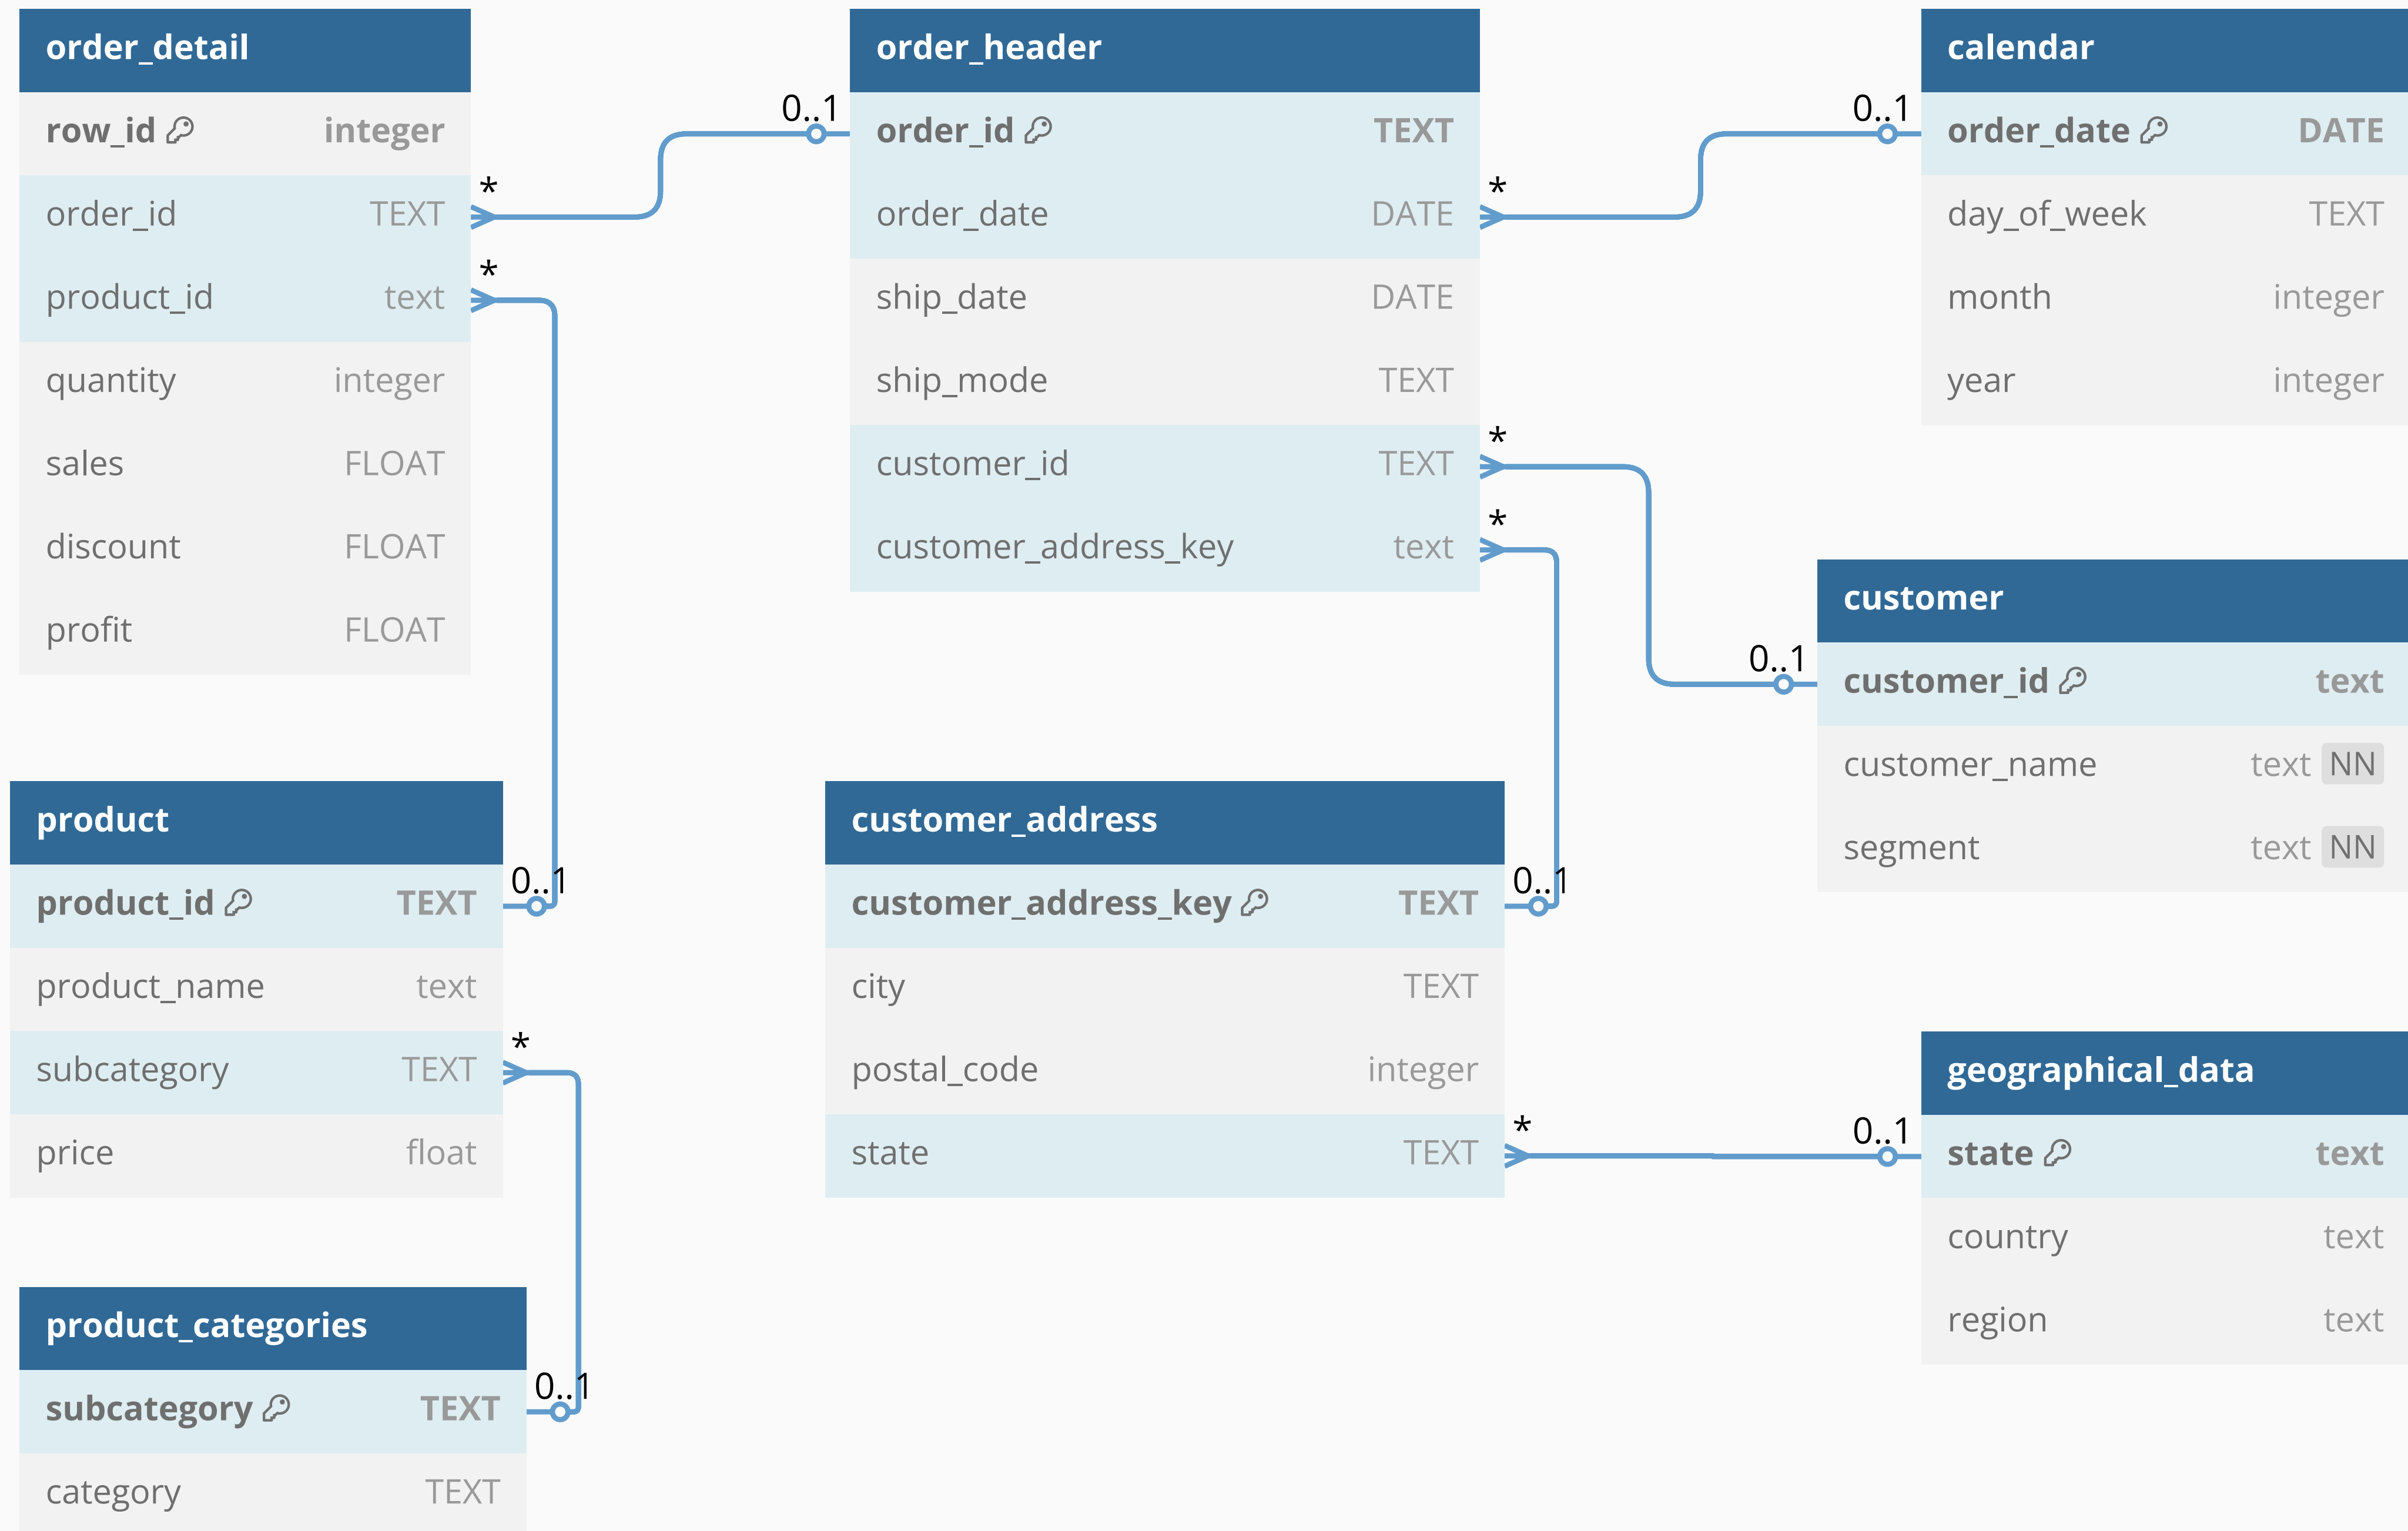 order_detail
row_id integer
order_id TEXT
product_id text
quantity integer
sales FLOAT
discount FLOAT
profit FLOAT
*
*
0..1
order_header
order_id TEXT
order_date DATE
ship_date DATE
ship_mode TEXT
customer_id TEXT
customer_address_key text
*
*
*
0..1
calendar
order_date DATE
day_of_week TEXT
month integer
year integer
0..1
customer
customer_id text
customer_name text NN
segment text NN
product
product_id TEXT
product_name text
subcategory TEXT
price float
0..1
*
customer_address
customer_address_key TEXT
city TEXT
postal_code integer
state TEXT
0..1
*
0..1
geographical_data
state text
country text
region text
product_categories
subcategory TEXT
category TEXT
0..1